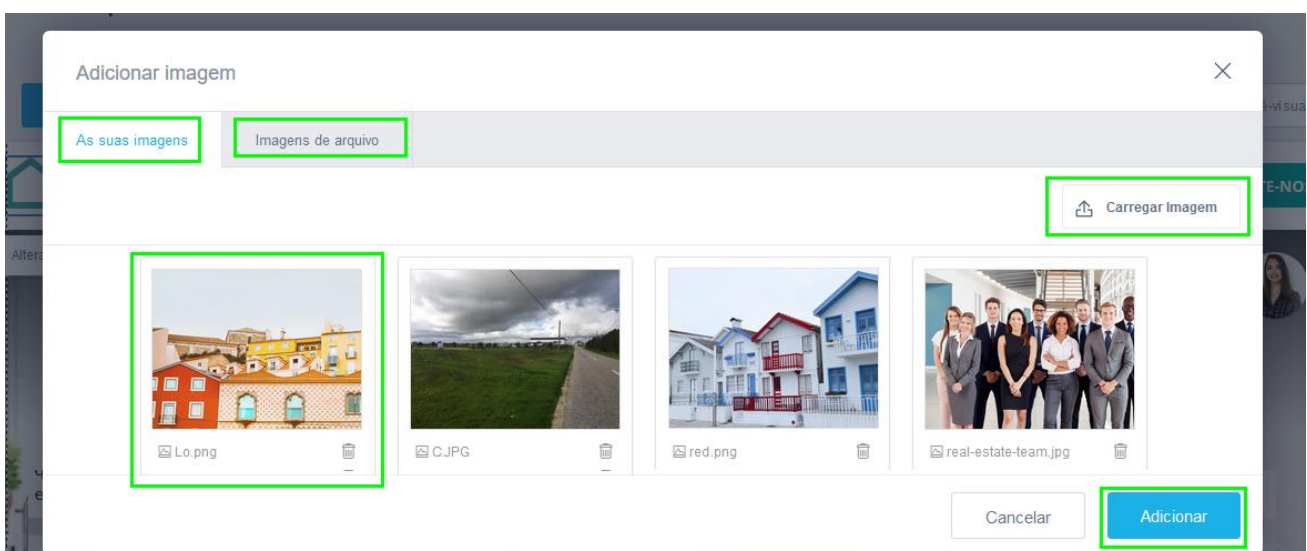 Adicionar imagem
As suas imagens
Imagens de arquivo
Carregar Imagem
Altera
Lo.png
C.JPG
red.png
real-estate-team.jpg
Cancelar
Adicionar